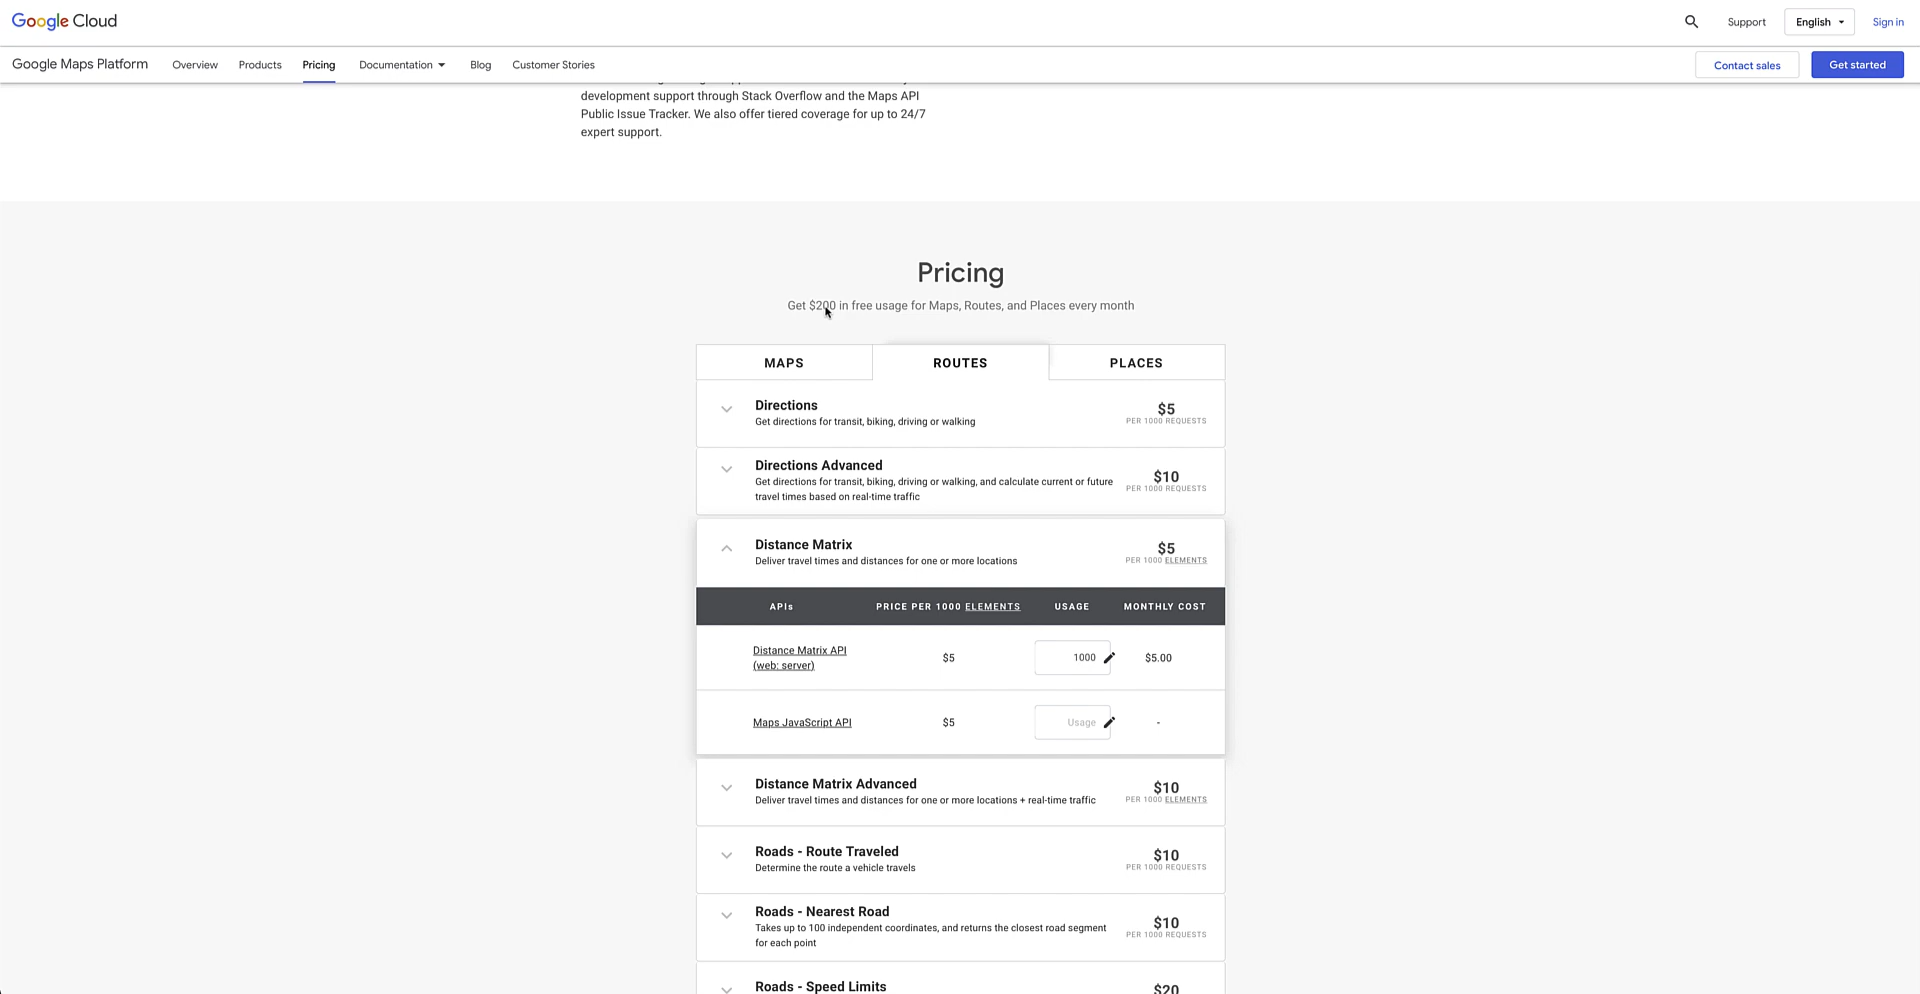 Google Cloud
Support
English
Sign in
Google Maps Platform
Overview
Products
Pricing
Documentation
Blog
Customer Stories
Contact sales
Get started
development support through Stack Overflow and the Maps API
Public Issue Tracker. We also offer tiered coverage for up to 24/7
expert support.
Pricing
Get $200 in free usage for Maps, Routes, and Places every month
MAPS
ROUTES
PLACES
Directions
Get directions for transit, biking, driving or walking
$5
PER 1000 REQUESTS
Directions Advanced
Get directions for transit, biking, driving or walking, and calculate current or future
travel times based on real-time traffic
$10
PER 1000 REQUESTS
Distance Matrix
Deliver travel times and distances for one or more locations
$5
PER 1000 ELEMENTS
APIs
PRICE PER 1000 ELEMENTS
USAGE
MONTHLY COST
Distance Matrix API
(web: server)
$5
1000
$5.00
Maps JavaScript API
$5
Usage
-
Distance Matrix Advanced
Deliver travel times and distances for one or more locations + real-time traffic
$10
PER 1000 ELEMENTS
Roads - Route Traveled
Determine the route a vehicle travels
$10
PER 1000 REQUESTS
Roads - Nearest Road
Takes up to 100 independent coordinates, and returns the closest road segment
for each point
$10
PER 1000 REQUESTS
Roads - Speed Limits
$20